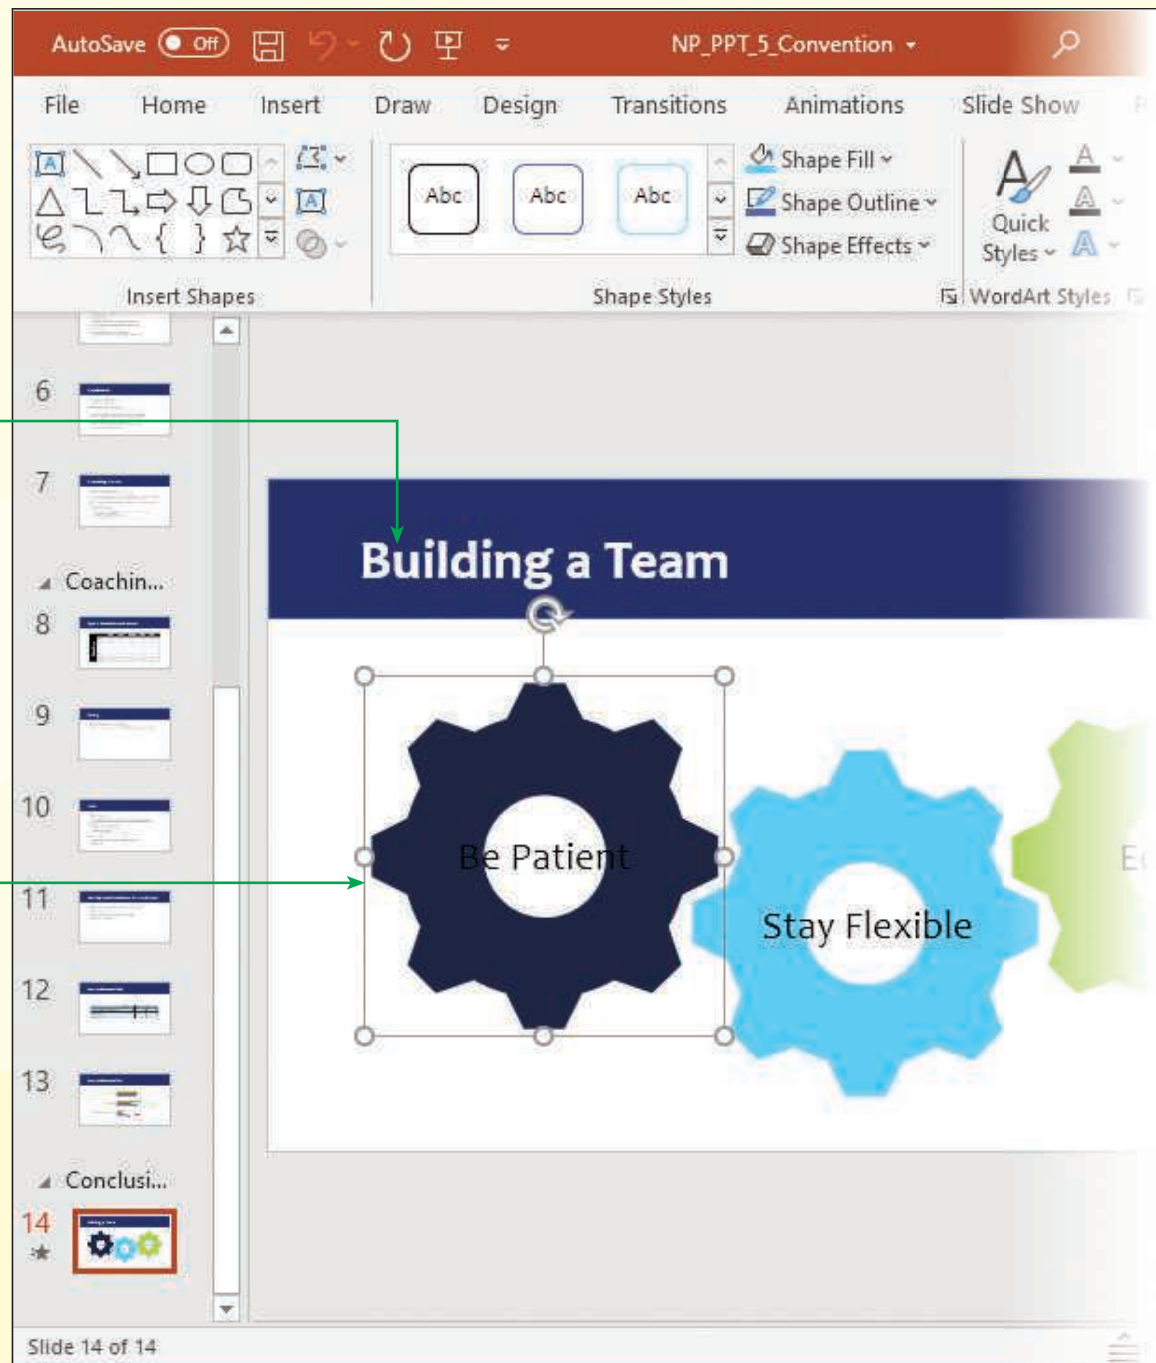 AutoSave Off NP_PPT_5_Convention
File Home Insert Draw Design Transitions Animations Slide Show
A Abc Abc Abc Shape Fill A A
A Shape Outline Quick A
Shape Effects Styles A
Insert Shapes Shape Styles WordArt Styles
6
7
Coachin...
8
9
10
11
12
13
Conclusi...
14
Building a Team
Be Patient
Stay Flexible
Slide 14 of 14